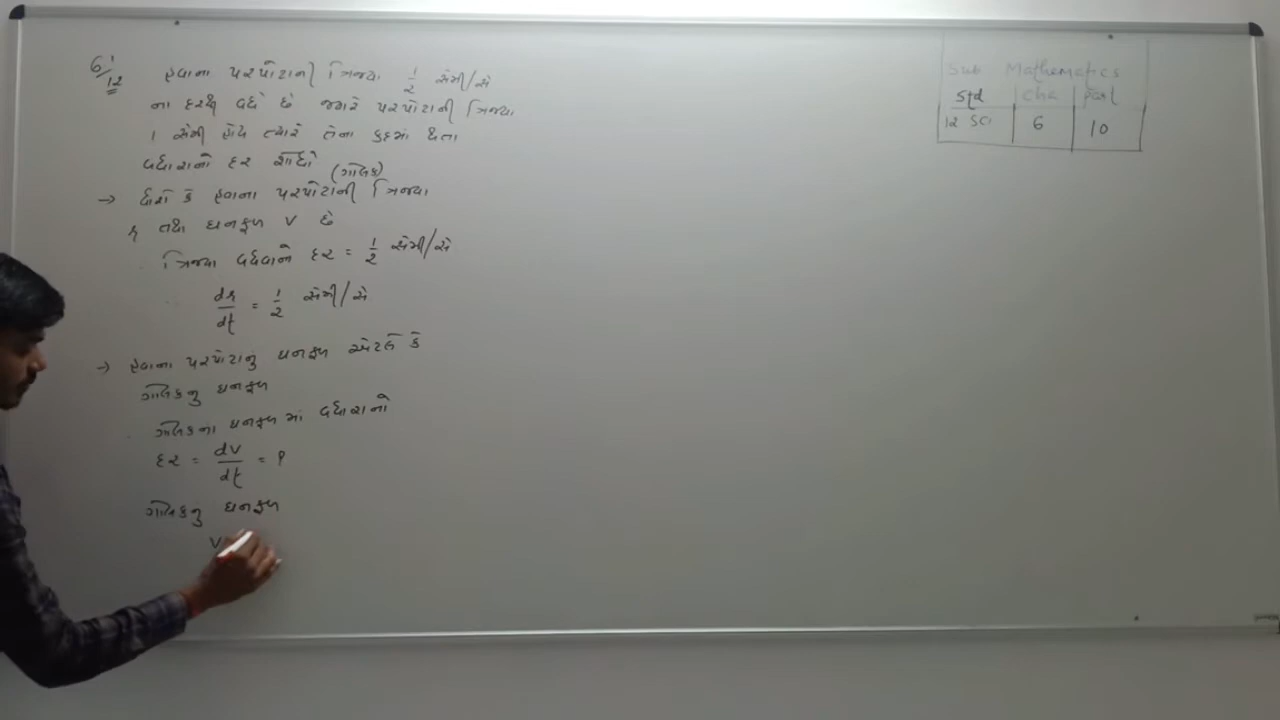 6.1/12 હવાના પરપોટાની ત્રિજ્યા 1/2 સેમી/સે
ના દરથી વધે છે જ્યારે પરપોટાની ત્રિજ્યા
1 સેમી હોય ત્યારે તેના કદમાં થતા
વધારાનો દર શોધો
(ગોલક)
→ ધારો કે હવાના પરપોટાની ત્રિજ્યા
r તથા ઘનફળ V છે
ત્રિજ્યા વધવાનો દર = 1/2 સેમી/સે
dr/dt = 1/2 સેમી/સે
→ હવાના પરપોટાનું ઘનફળ એટલે કે
ગોલકનુ ઘનફળ
ગોલકના ઘનફળમાં વધારાનો
દર = dV/dt = ?
ગોલકનુ ઘનફળ
V
Sub Mathematics
Std Cha Part
12 Sci 6 10